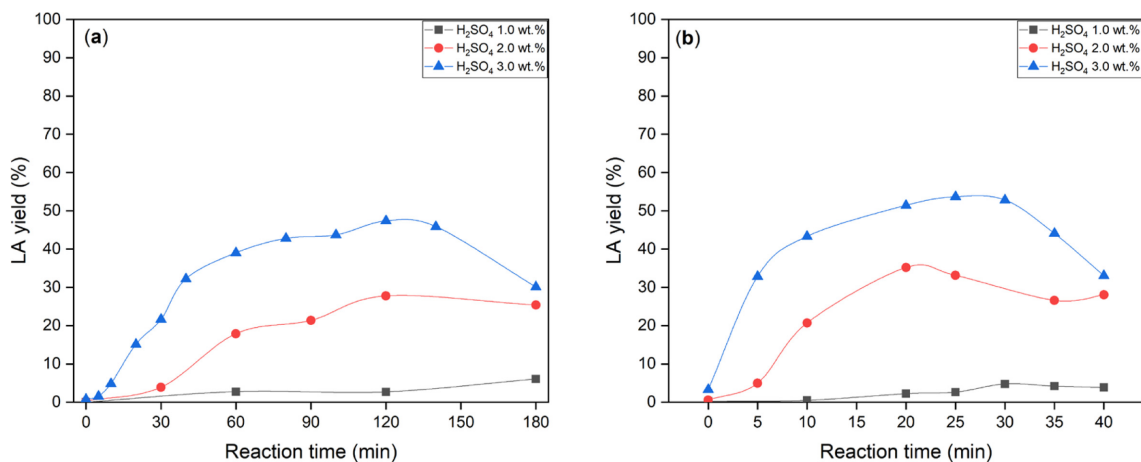 (a)
H₂SO₄ 1.0 wt.%
H₂SO₄ 2.0 wt.%
H₂SO₄ 3.0 wt.%
LA yield (%)
100
90
80
70
60
50
40
30
20
10
0
0 30 60 90 120 150 180
Reaction time (min)
(b)
H₂SO₄ 1.0 wt.%
H₂SO₄ 2.0 wt.%
H₂SO₄ 3.0 wt.%
LA yield (%)
100
90
80
70
60
50
40
30
20
10
0
0 5 10 15 20 25 30 35 40
Reaction time (min)